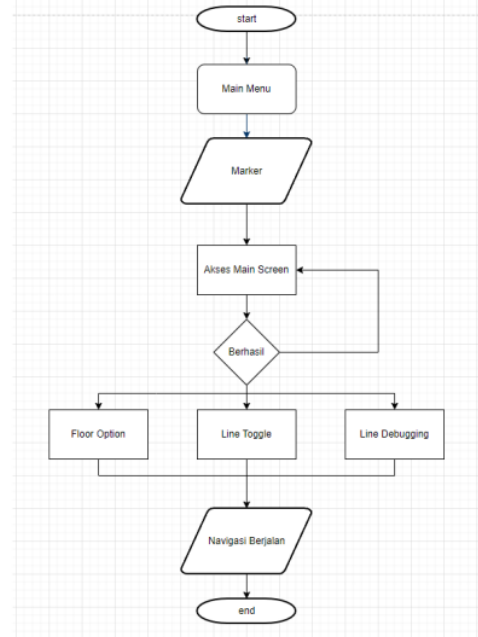 start
Main Menu
Marker
Akses Main Screen
Berhasil
Floor Option
Line Toggle
Line Debugging
Navigasi Berjalan
end